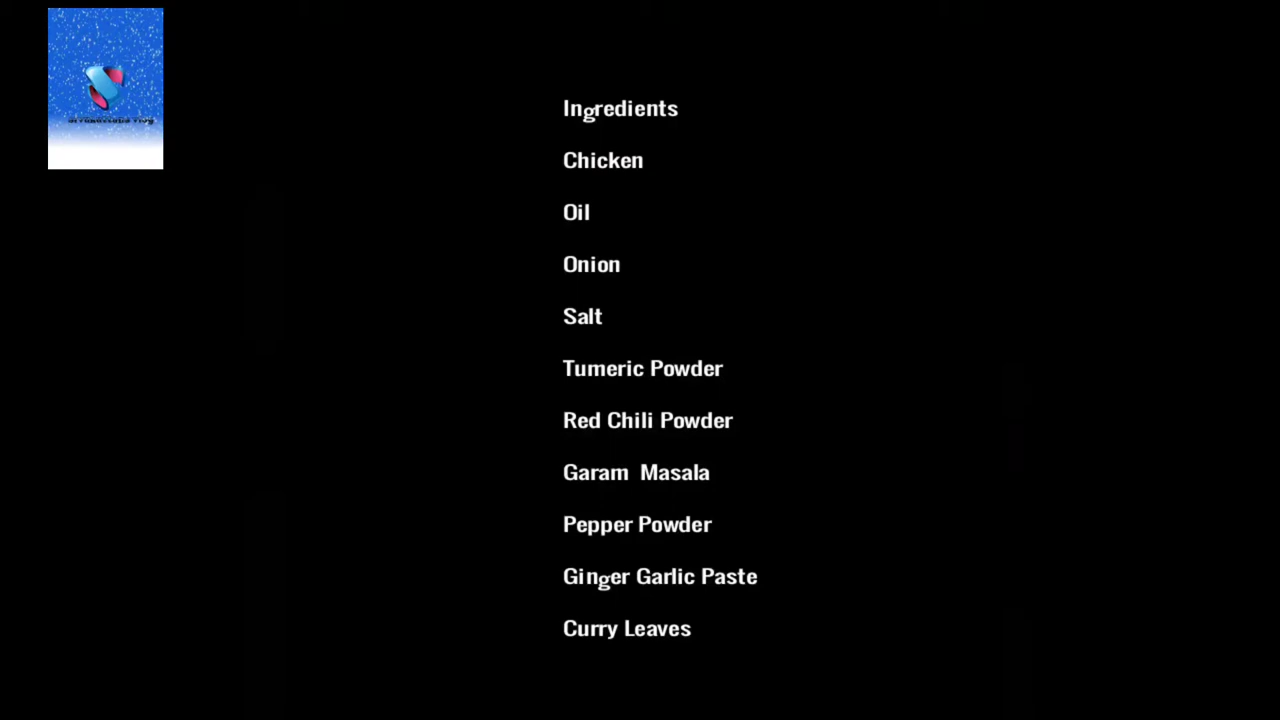 Ingredients
Chicken
Oil
Onion
Salt
Tumeric Powder
Red Chili Powder
Garam  Masala
Pepper Powder
Ginger Garlic Paste
Curry Leaves